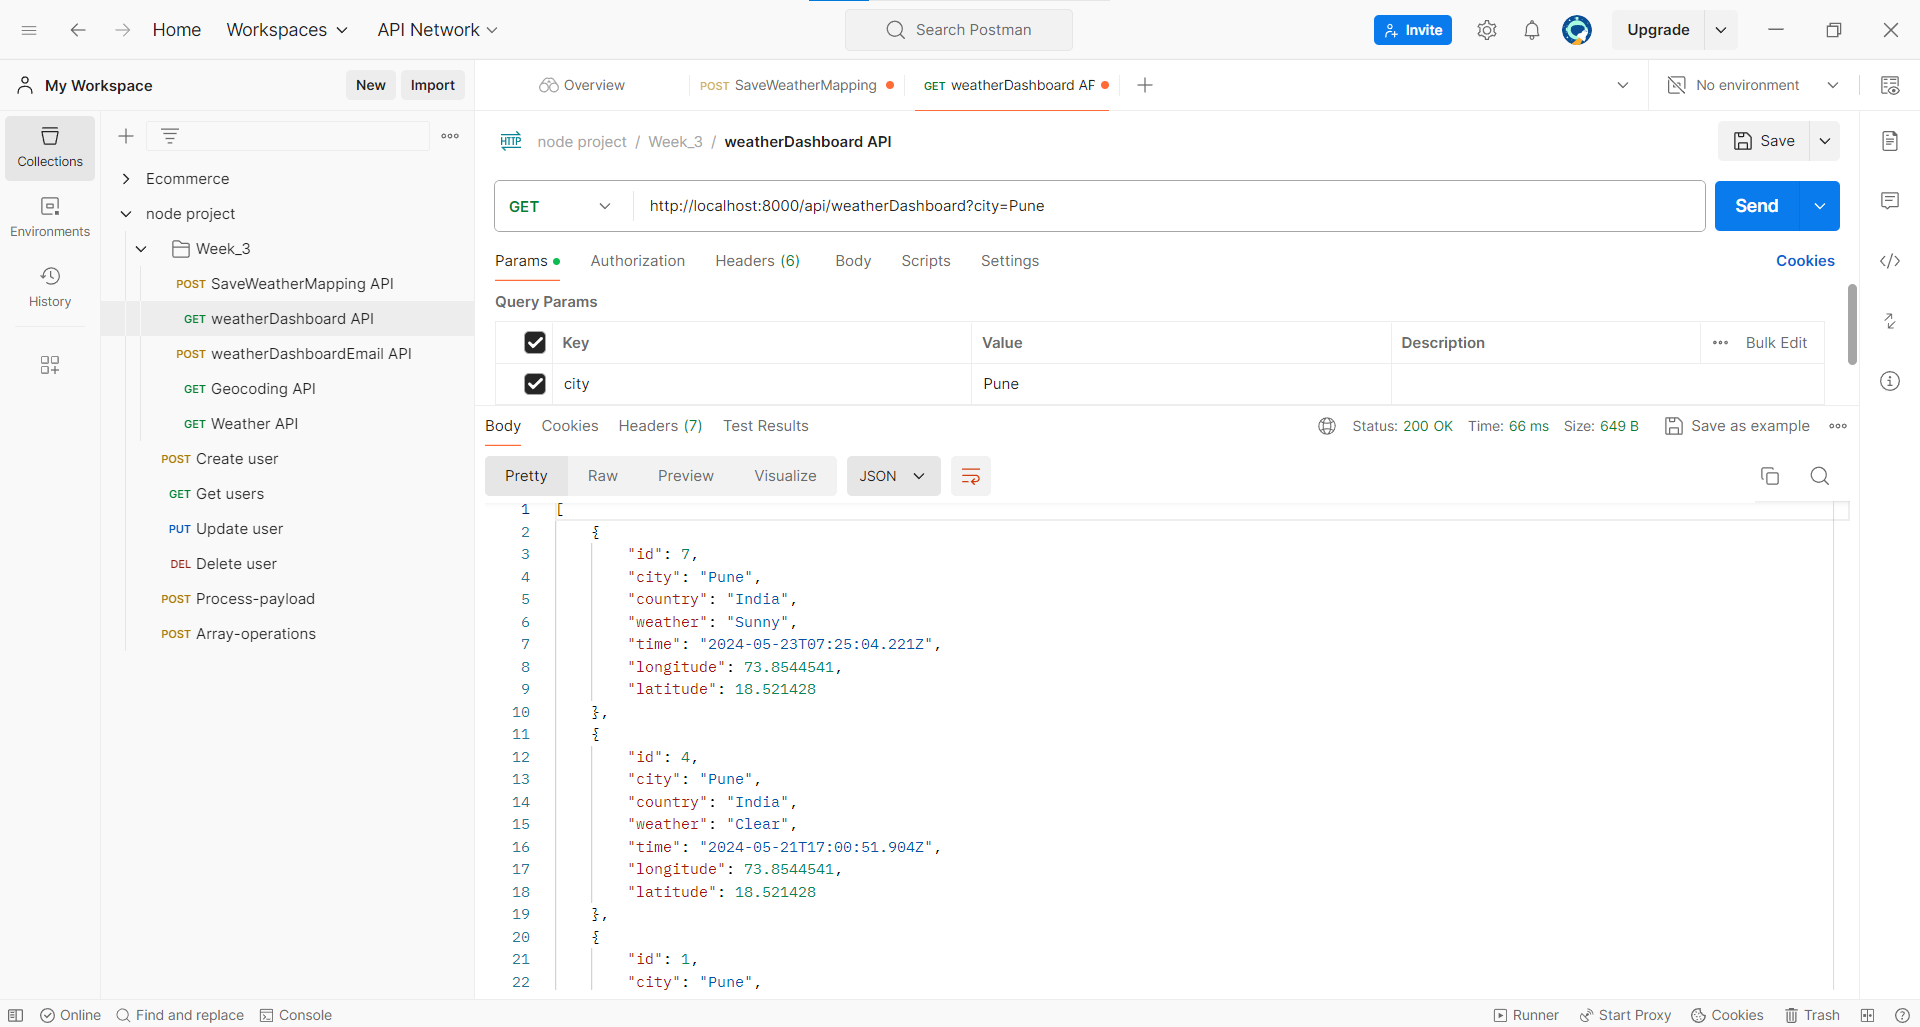 Home Workspaces API Network Search Postman Invite Upgrade
My Workspace New Import Overview POST SaveWeatherMapping GET weatherDashboard AF No environment
Collections
Environments
History
Ecommerce
node project
Week_3
POST SaveWeatherMapping API
GET weatherDashboard API
POST weatherDashboardEmail API
GET Geocoding API
GET Weather API
POST Create user
GET Get users
PUT Update user
DEL Delete user
POST Process-payload
POST Array-operations
HTTP node project / Week_3 / weatherDashboard API Save
GET http://localhost:8000/api/weatherDashboard?city=Pune Send
Params Authorization Headers (6) Body Scripts Settings Cookies
Query Params
Key Value Description Bulk Edit
city Pune
Body Cookies Headers (7) Test Results Status: 200 OK Time: 66 ms Size: 649 B Save as example
Pretty Raw Preview Visualize JSON
1 [
2 {
3 "id": 7,
4 "city": "Pune",
5 "country": "India",
6 "weather": "Sunny",
7 "time": "2024-05-23T07:25:04.221Z",
8 "longitude": 73.8544541,
9 "latitude": 18.521428
10 },
11 {
12 "id": 4,
13 "city": "Pune",
14 "country": "India",
15 "weather": "Clear",
16 "time": "2024-05-21T17:00:51.904Z",
17 "longitude": 73.8544541,
18 "latitude": 18.521428
19 },
20 {
21 "id": 1,
22 "city": "Pune",
Online Find and replace Console Runner Start Proxy Cookies Trash